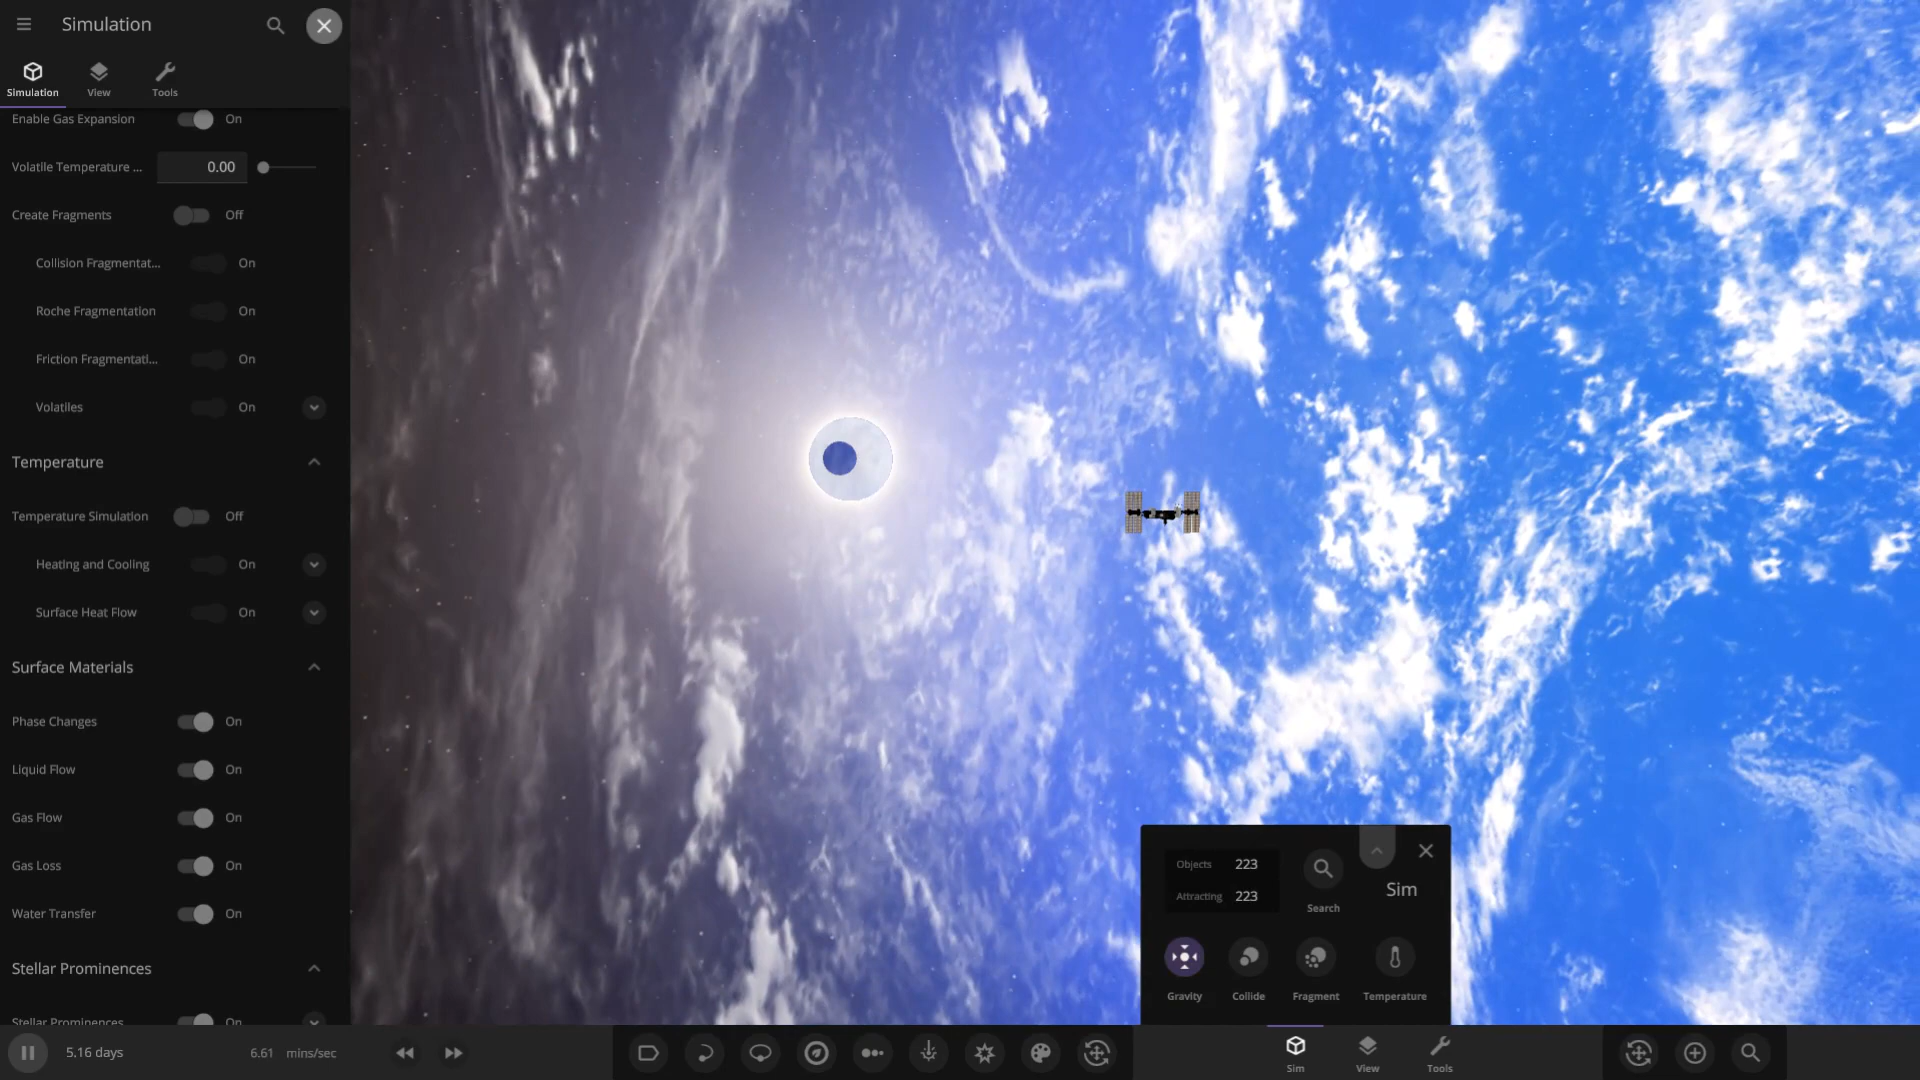 Simulation
Simulation
View
Tools
Enable Gas Expansion On
Volatile Temperature ... 0.00
Create Fragments Off
Collision Fragmentat... On
Roche Fragmentation On
Friction Fragmentati... On
Volatiles On
Temperature
Temperature Simulation Off
Heating and Cooling On
Surface Heat Flow On
Surface Materials
Phase Changes On
Liquid Flow On
Gas Flow On
Gas Loss On
Water Transfer On
Stellar Prominences
Stellar Prominences On
Objects 223
Attracting 223
Search
Sim
Gravity
Collide
Fragment
Temperature
5.16 days
6.61 mins/sec
Sim
View
Tools